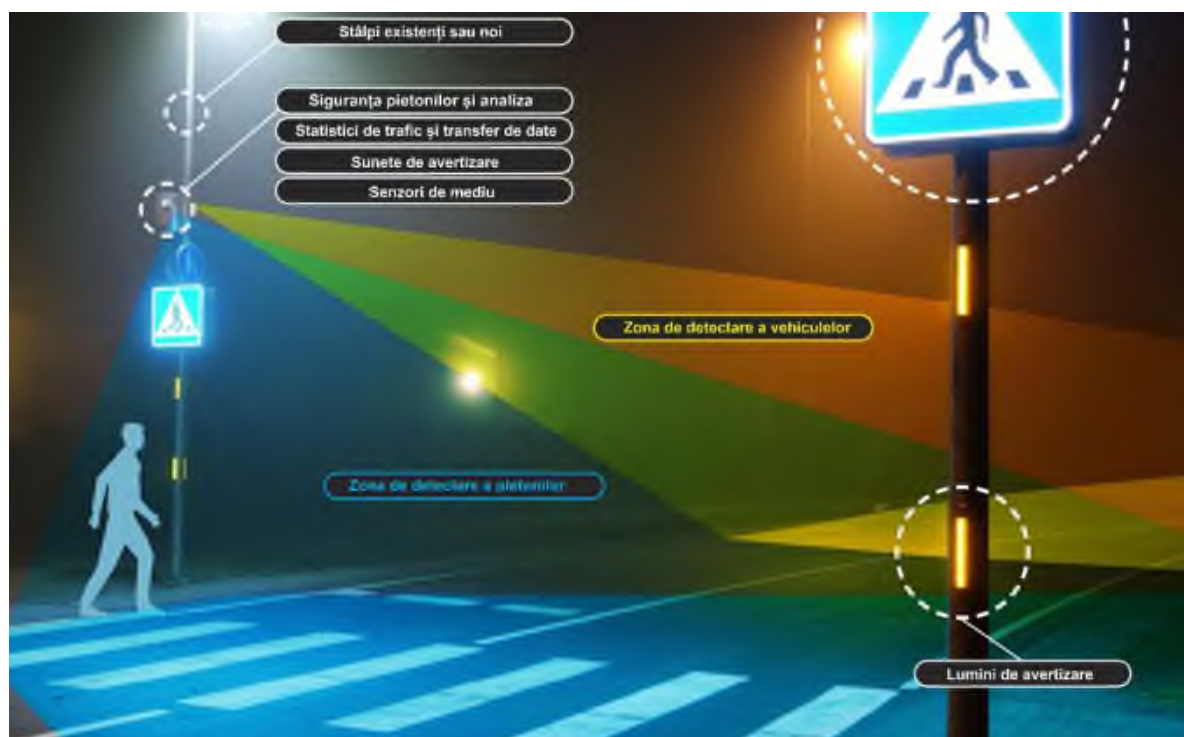 Stâlpi existenți sau noi
Siguranța pietonilor și analiza
Statistici de trafic și transfer de date
Sunete de avertizare
Senzori de mediu
Zona de detectare a vehiculelor
Zona de detectare a pietonilor
Lumini de avertizare